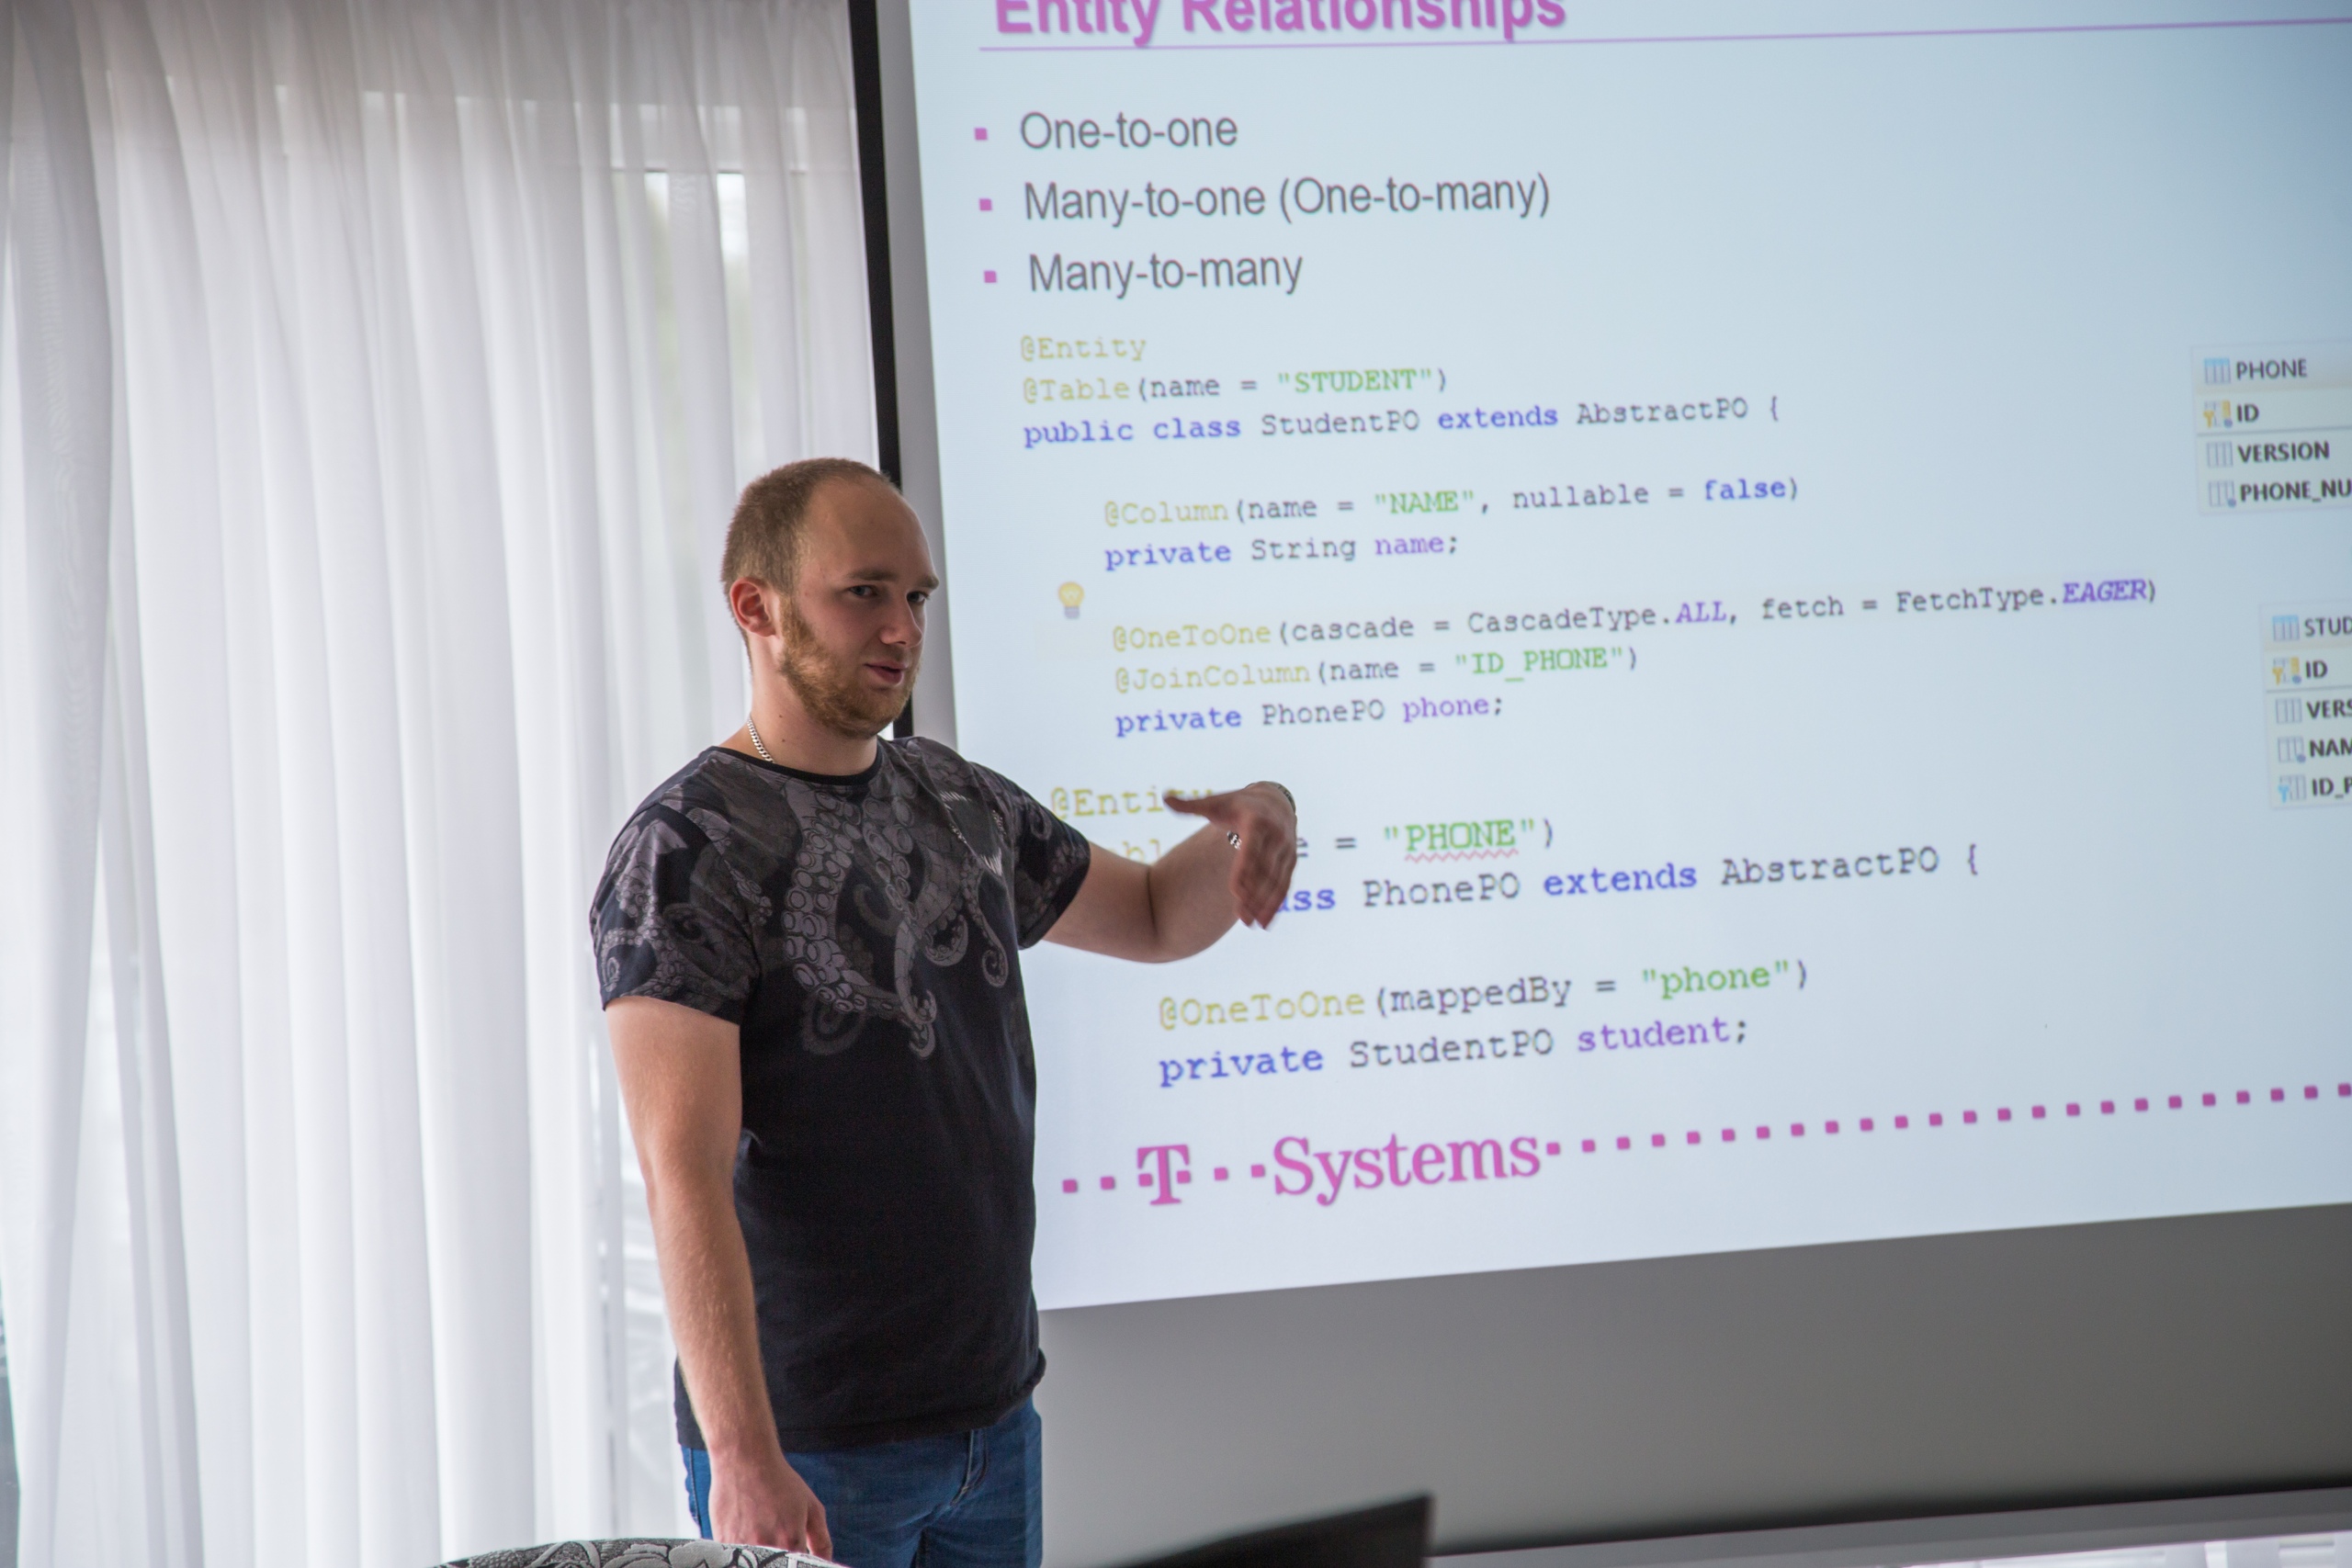 Entity Relationships
One-to-one
Many-to-one (One-to-many)
Many-to-many
@Entity
@Table(name = "STUDENT")
public class StudentPO extends AbstractPO {
@Column(name = "NAME", nullable = false)
private String name;
@OneToOne(cascade = CascadeType.ALL, fetch = FetchType.EAGER)
@JoinColumn(name = "ID_PHONE")
private PhonePO phone;
= "PHONE")
PhonePO extends AbstractPO {
@OneToOne(mappedBy = "phone")
private StudentPO student;
PHONE
ID
VERSION
ID
T Systems